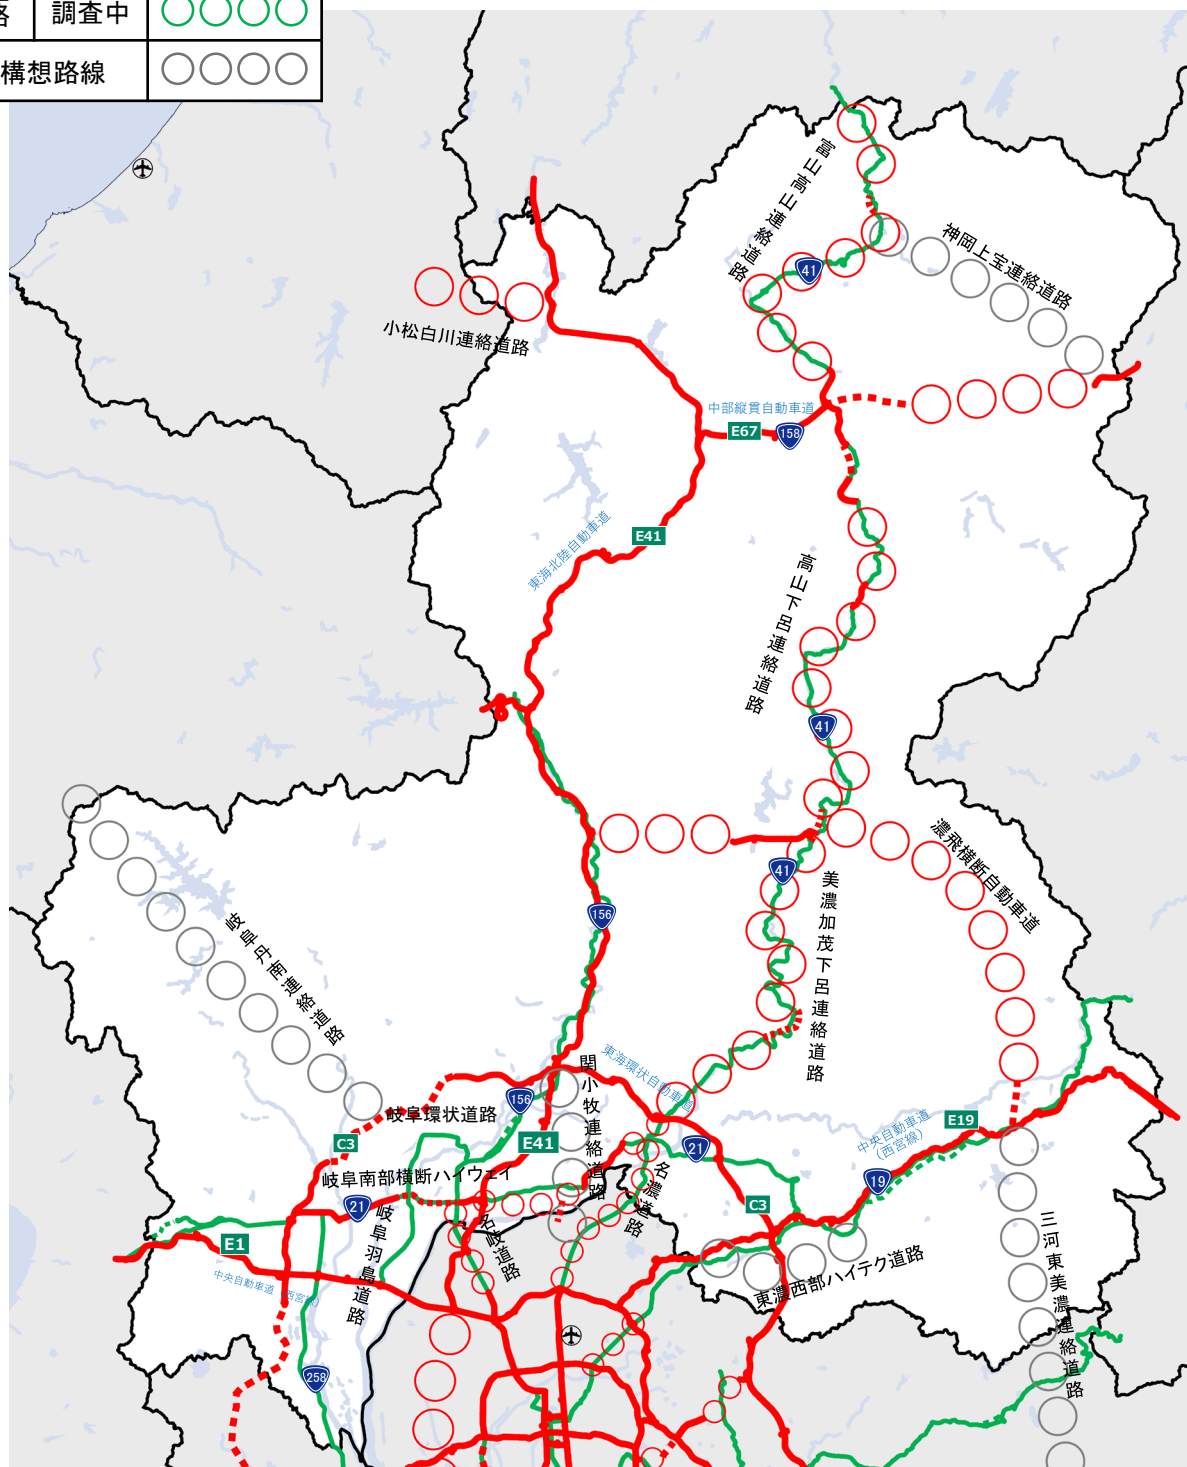 調査中
構想路線
富山高山連絡道路
41
神岡上宝連絡道路
小松白川連絡道路
中部縦貫自動車道
E67
158
東海北陸自動車道
E41
高山下呂連絡道路
41
濃飛横断自動車道
41
美濃加茂下呂連絡道路
156
岐阜丹南連絡道路
東海環状自動車道
関小牧連絡道路
156
岐阜環状道路
C3
E41
21
中央自動車道
(西宮線)
E19
19
岐阜南部横断ハイウェイ
21
名濃道路
C3
岐阜羽島道路
名岐道路
E1
中央自動車道(西宮線)
東濃西部ハイテク道路
三河東美濃連絡道路
258